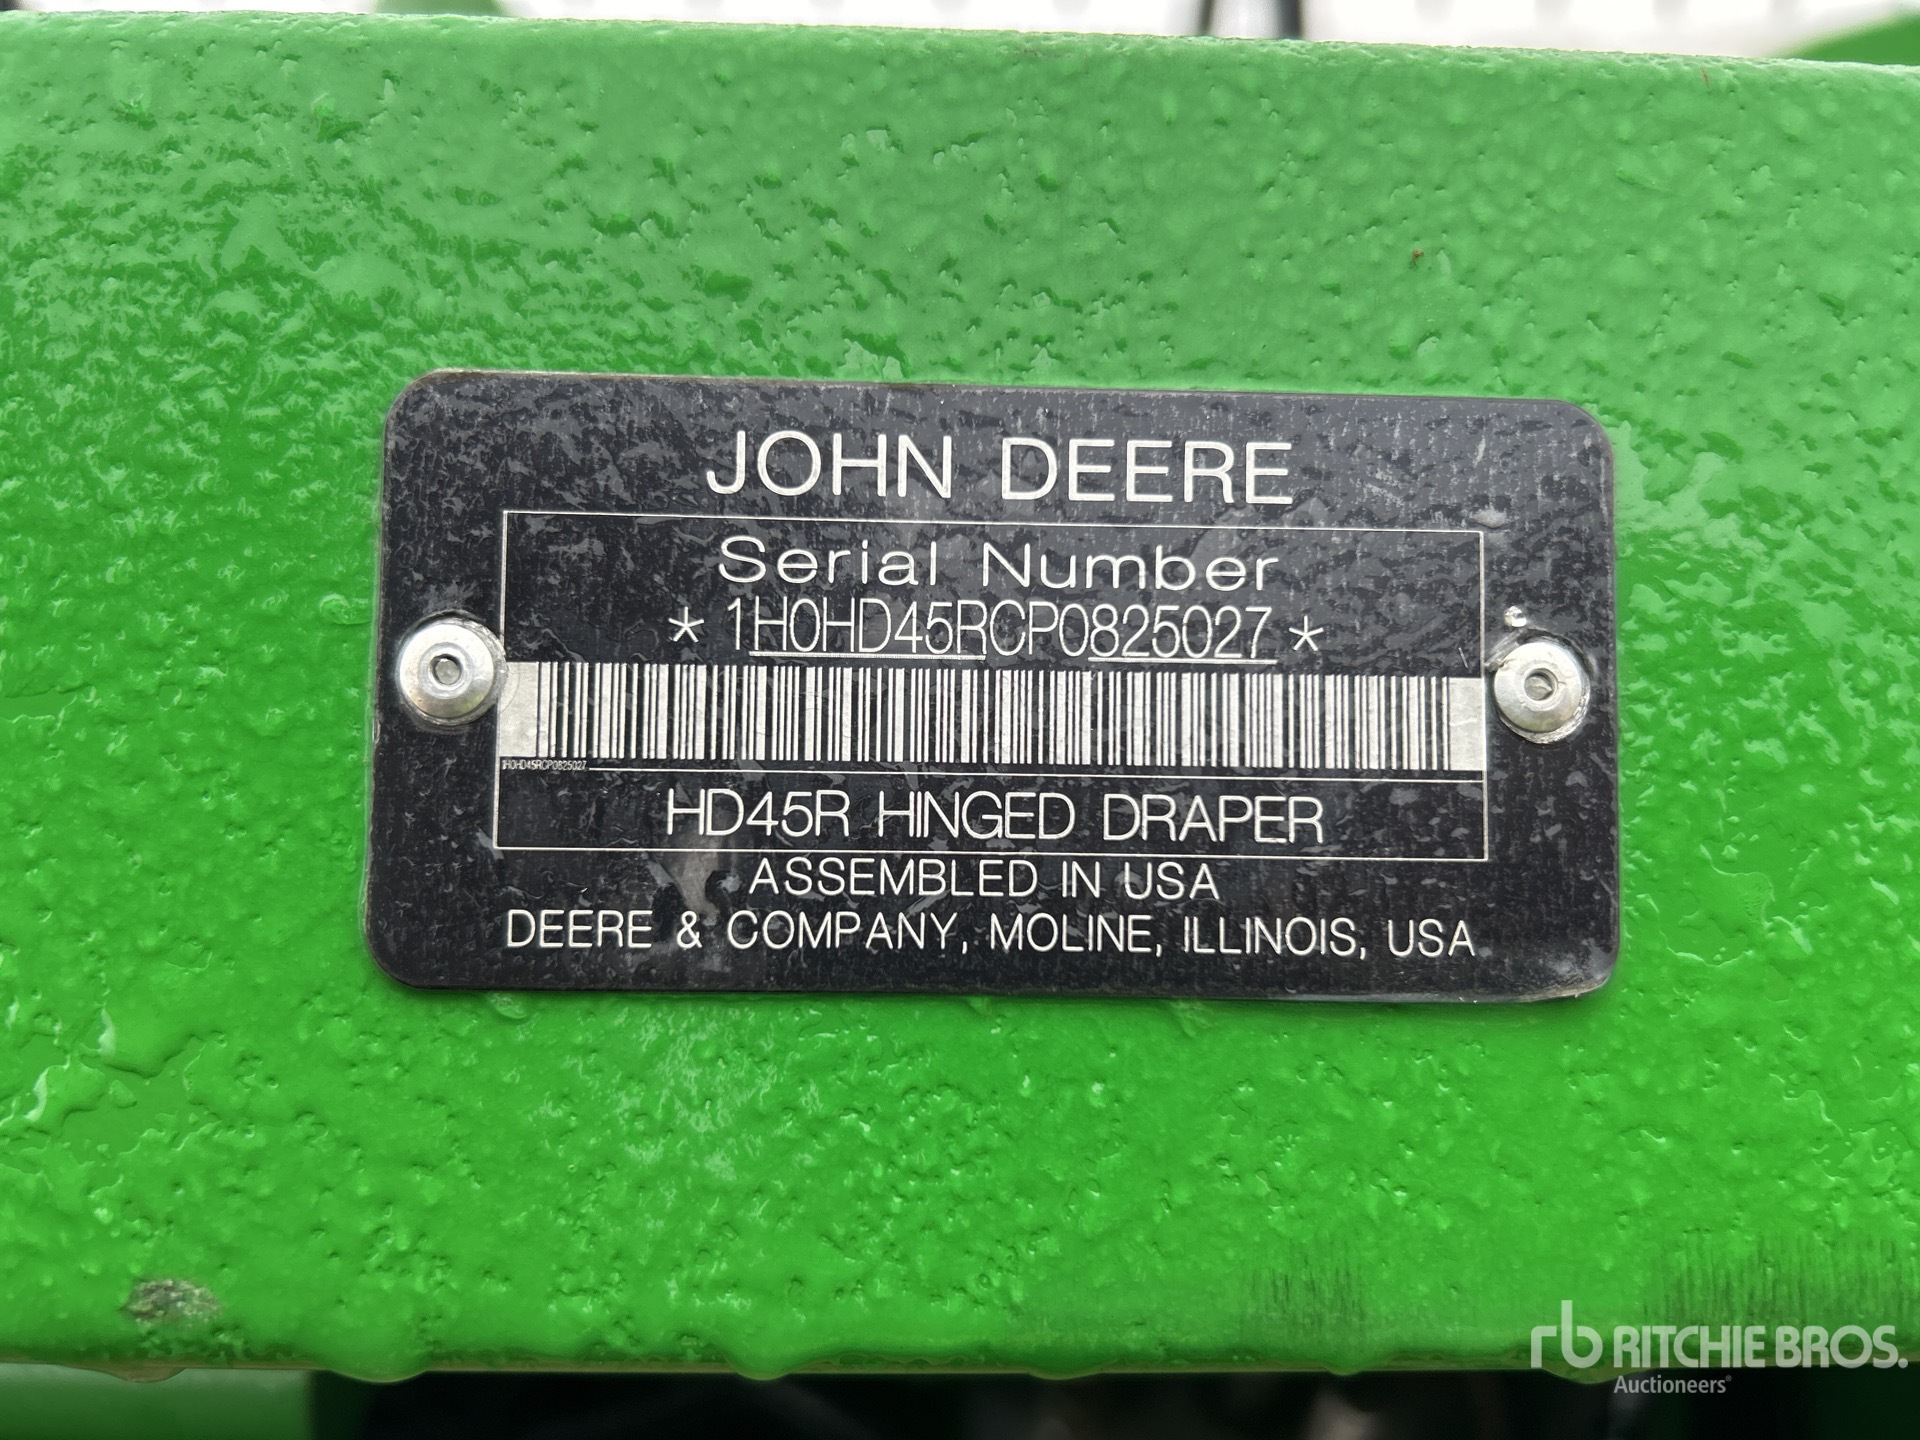 JOHN DEERE
Serial Number
*1H0HD45RCP0825027*
1H0HD45RCP0825027
HD45R HINGED DRAPER
ASSEMBLED IN USA
DEERE & COMPANY, MOLINE, ILLINOIS, USA
rb RITCHIE BROS.
Auctioneers®